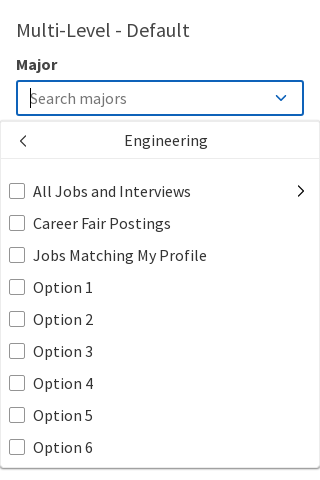 Multi-Level - Default
Major
Search majors
Engineering
All Jobs and Interviews
Career Fair Postings
Jobs Matching My Profile
Option 1
Option 2
Option 3
Option 4
Option 5
Option 6